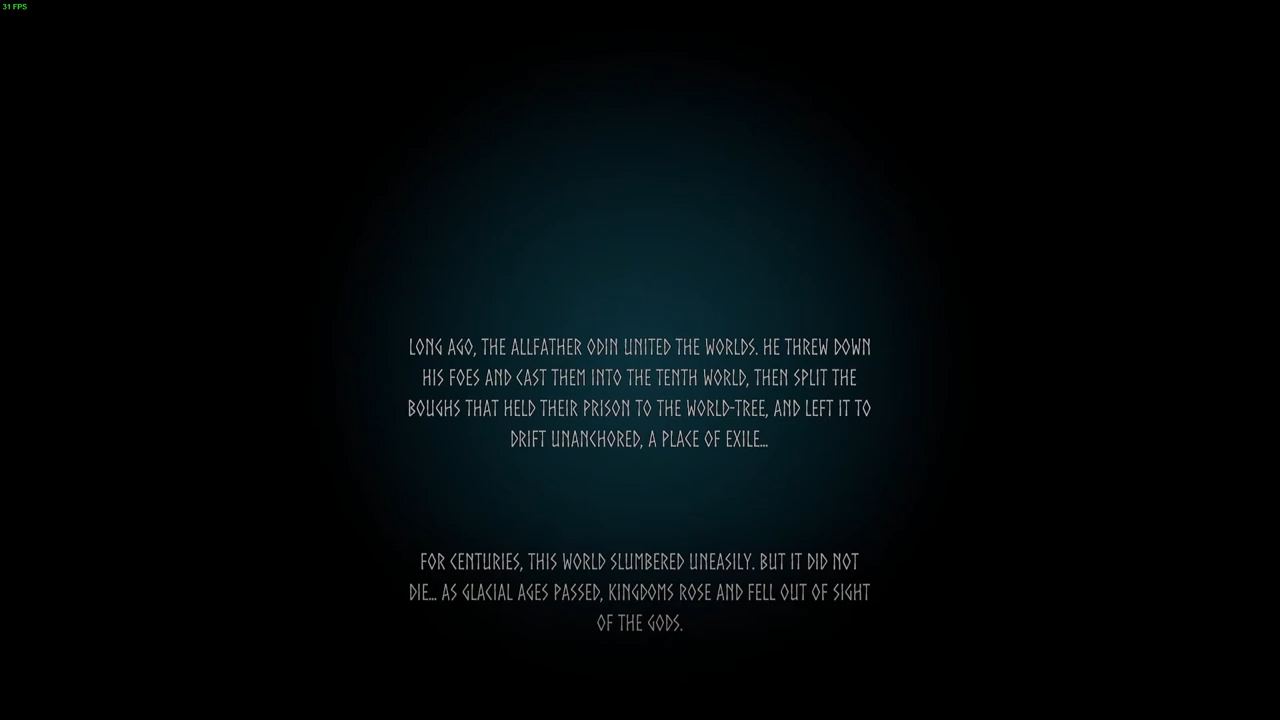 31 FPS
LONG AGO, THE ALLFATHER ODIN UNITED THE WORLDS. HE THREW DOWN
HIS FOES AND CAST THEM INTO THE TENTH WORLD, THEN SPLIT THE
BOUGHS THAT HELD THEIR PRISON TO THE WORLD-TREE, AND LEFT IT TO
DRIFT UNANCHORED, A PLACE OF EXILE...
FOR CENTURIES, THIS WORLD SLUMBERED UNEASILY. BUT IT DID NOT
DIE... AS GLACIAL AGES PASSED, KINGDOMS ROSE AND FELL OUT OF SIGHT
OF THE GODS.